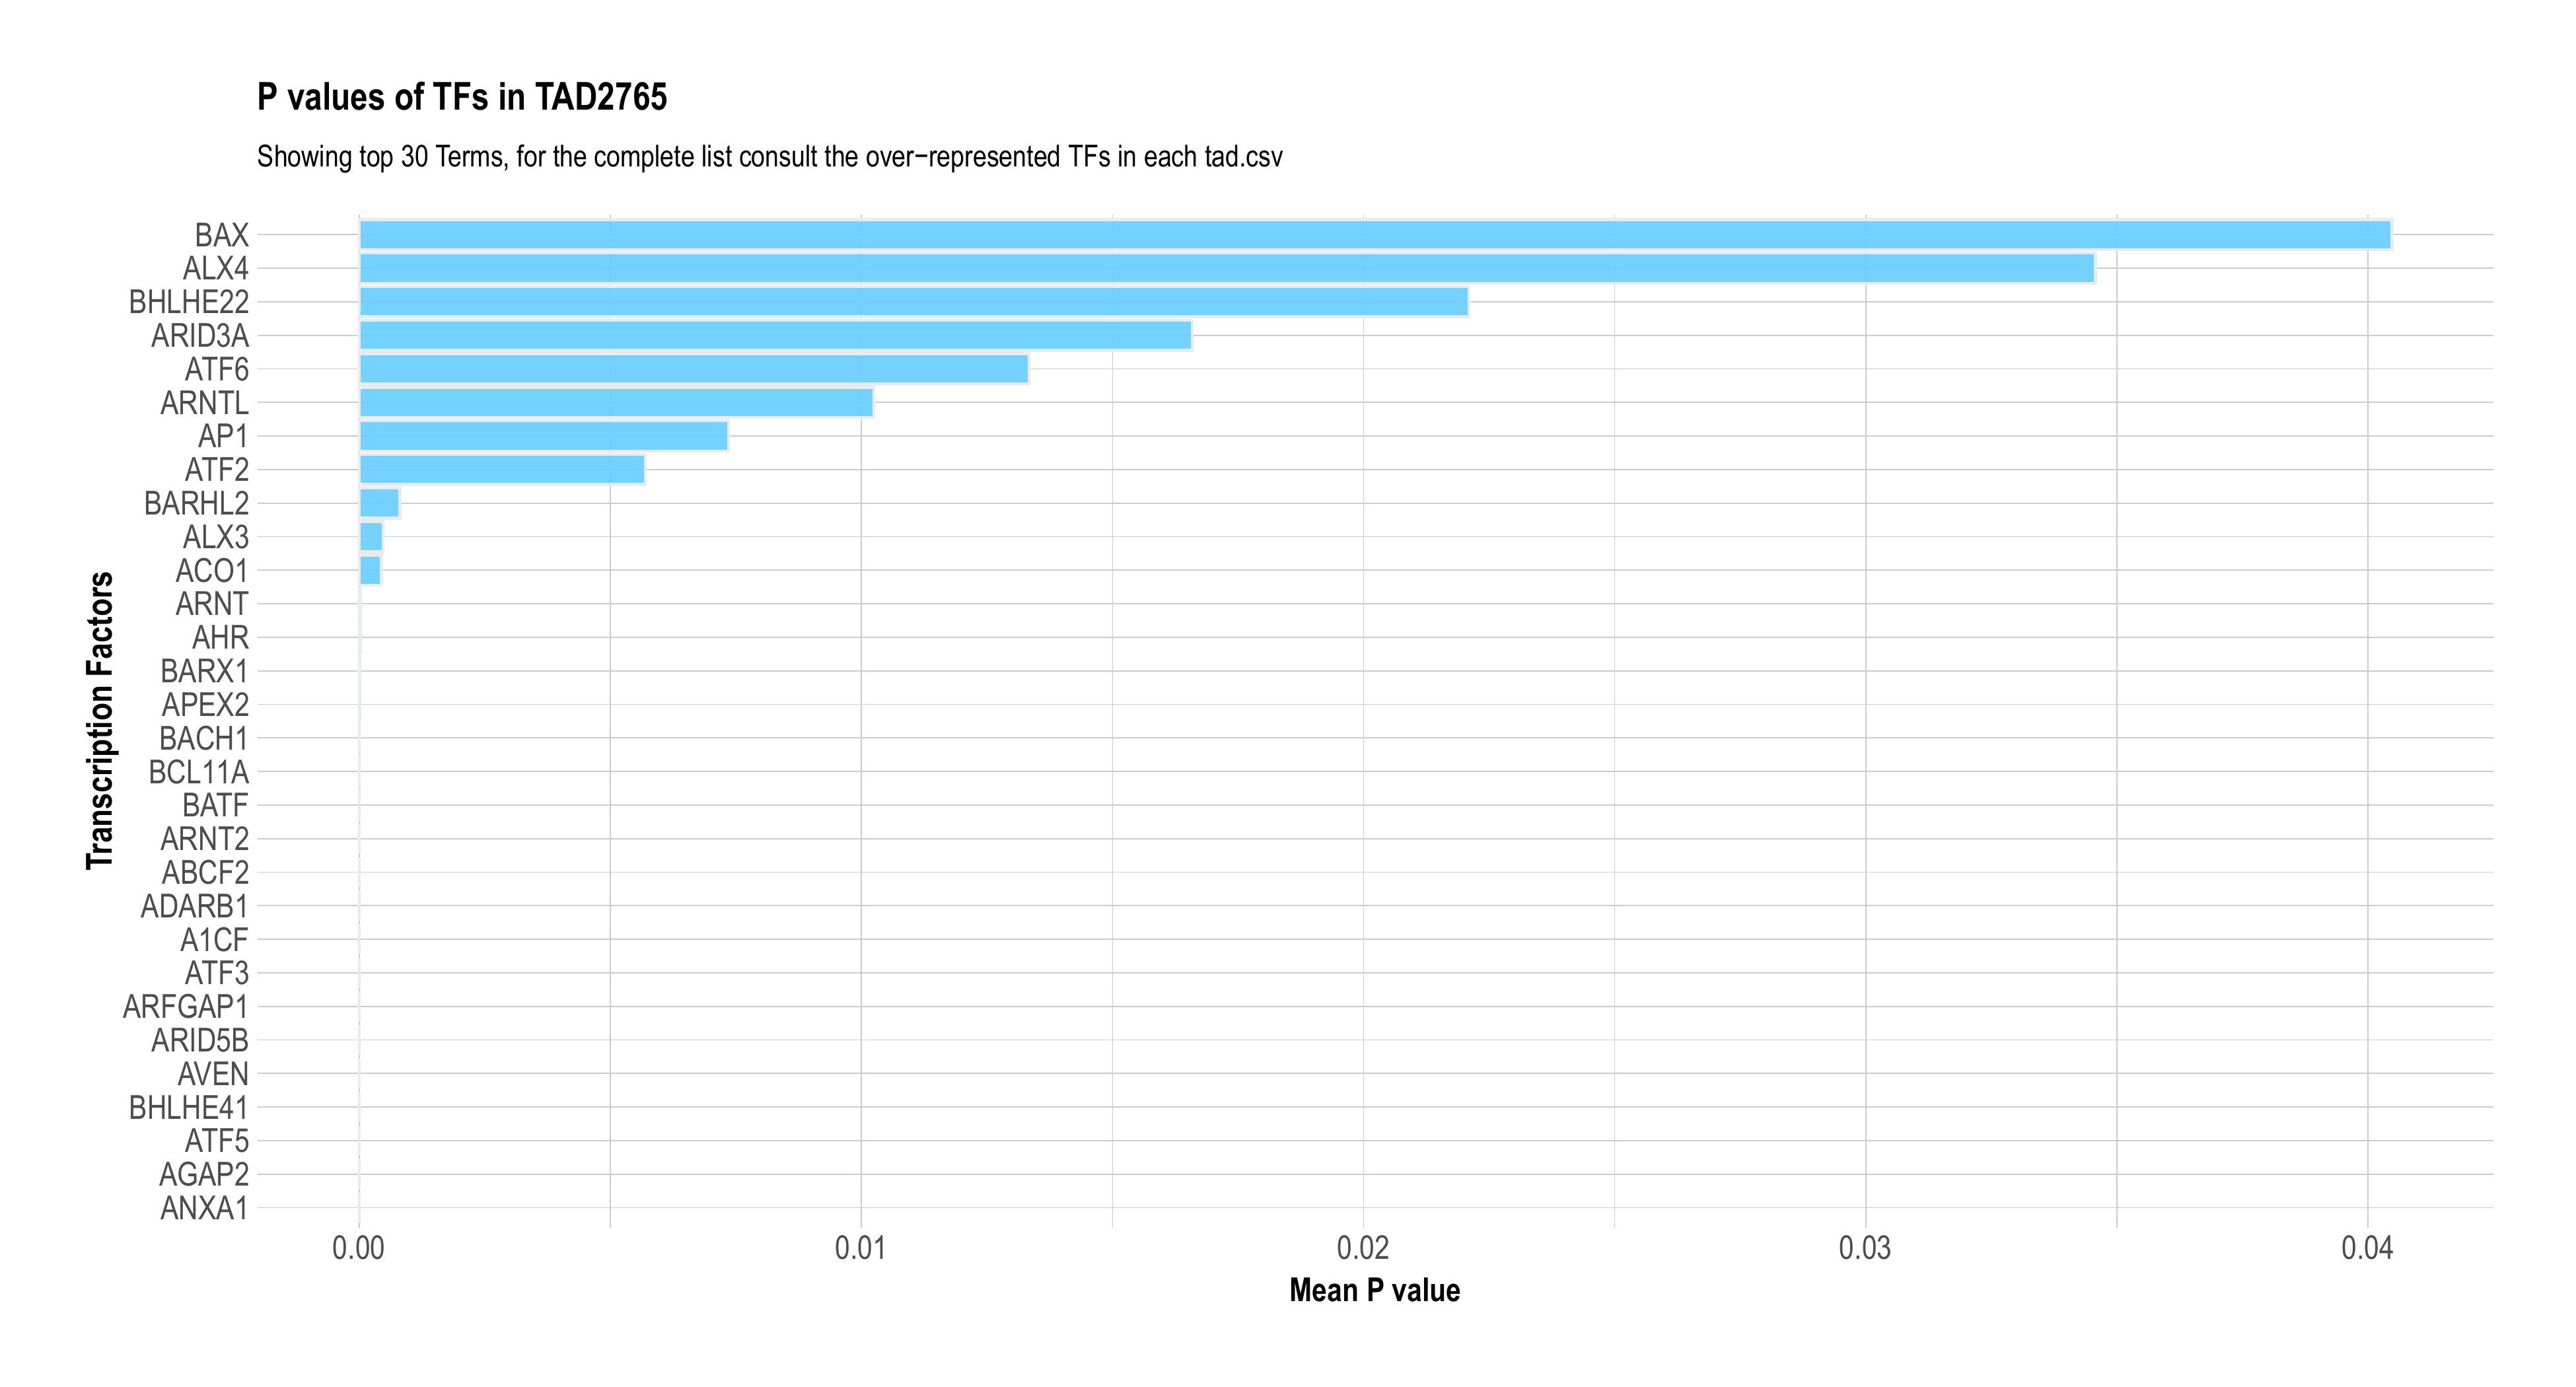 P values of TFs in TAD2765
Showing top 30 Terms, for the complete list consult the over−represented TFs in each tad.csv
Transcription Factors
BAX
ALX4
BHLHE22
ARID3A
ATF6
ARNTL
AP1
ATF2
BARHL2
ALX3
ACO1
ARNT
AHR
BARX1
APEX2
BACH1
BCL11A
BATF
ARNT2
ABCF2
ADARB1
A1CF
ATF3
ARFGAP1
ARID5B
AVEN
BHLHE41
ATF5
AGAP2
ANXA1
0.00 0.01 0.02 0.03 0.04
Mean P value